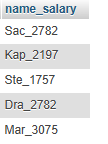 name_salary
Sac_2782
Kap_2197
Ste_1757
Dra_2782
Mar_3075